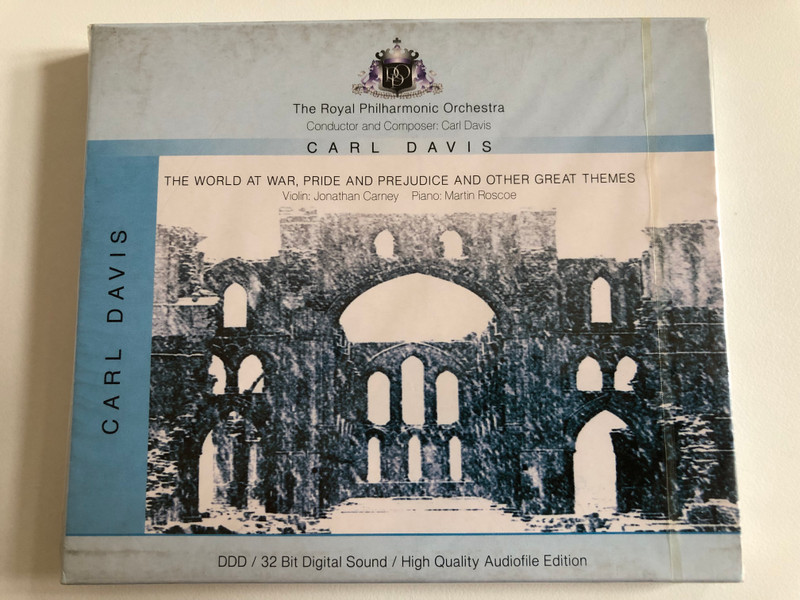 RPO
The Royal Philharmonic Orchestra
Conductor and Composer: Carl Davis
CARL DAVIS
THE WORLD AT WAR, PRIDE AND PREJUDICE AND OTHER GREAT THEMES
Violin: Jonathan Carney Piano: Martin Roscoe
CARL DAVIS
DDD / 32 Bit Digital Sound / High Quality Audiofile Edition